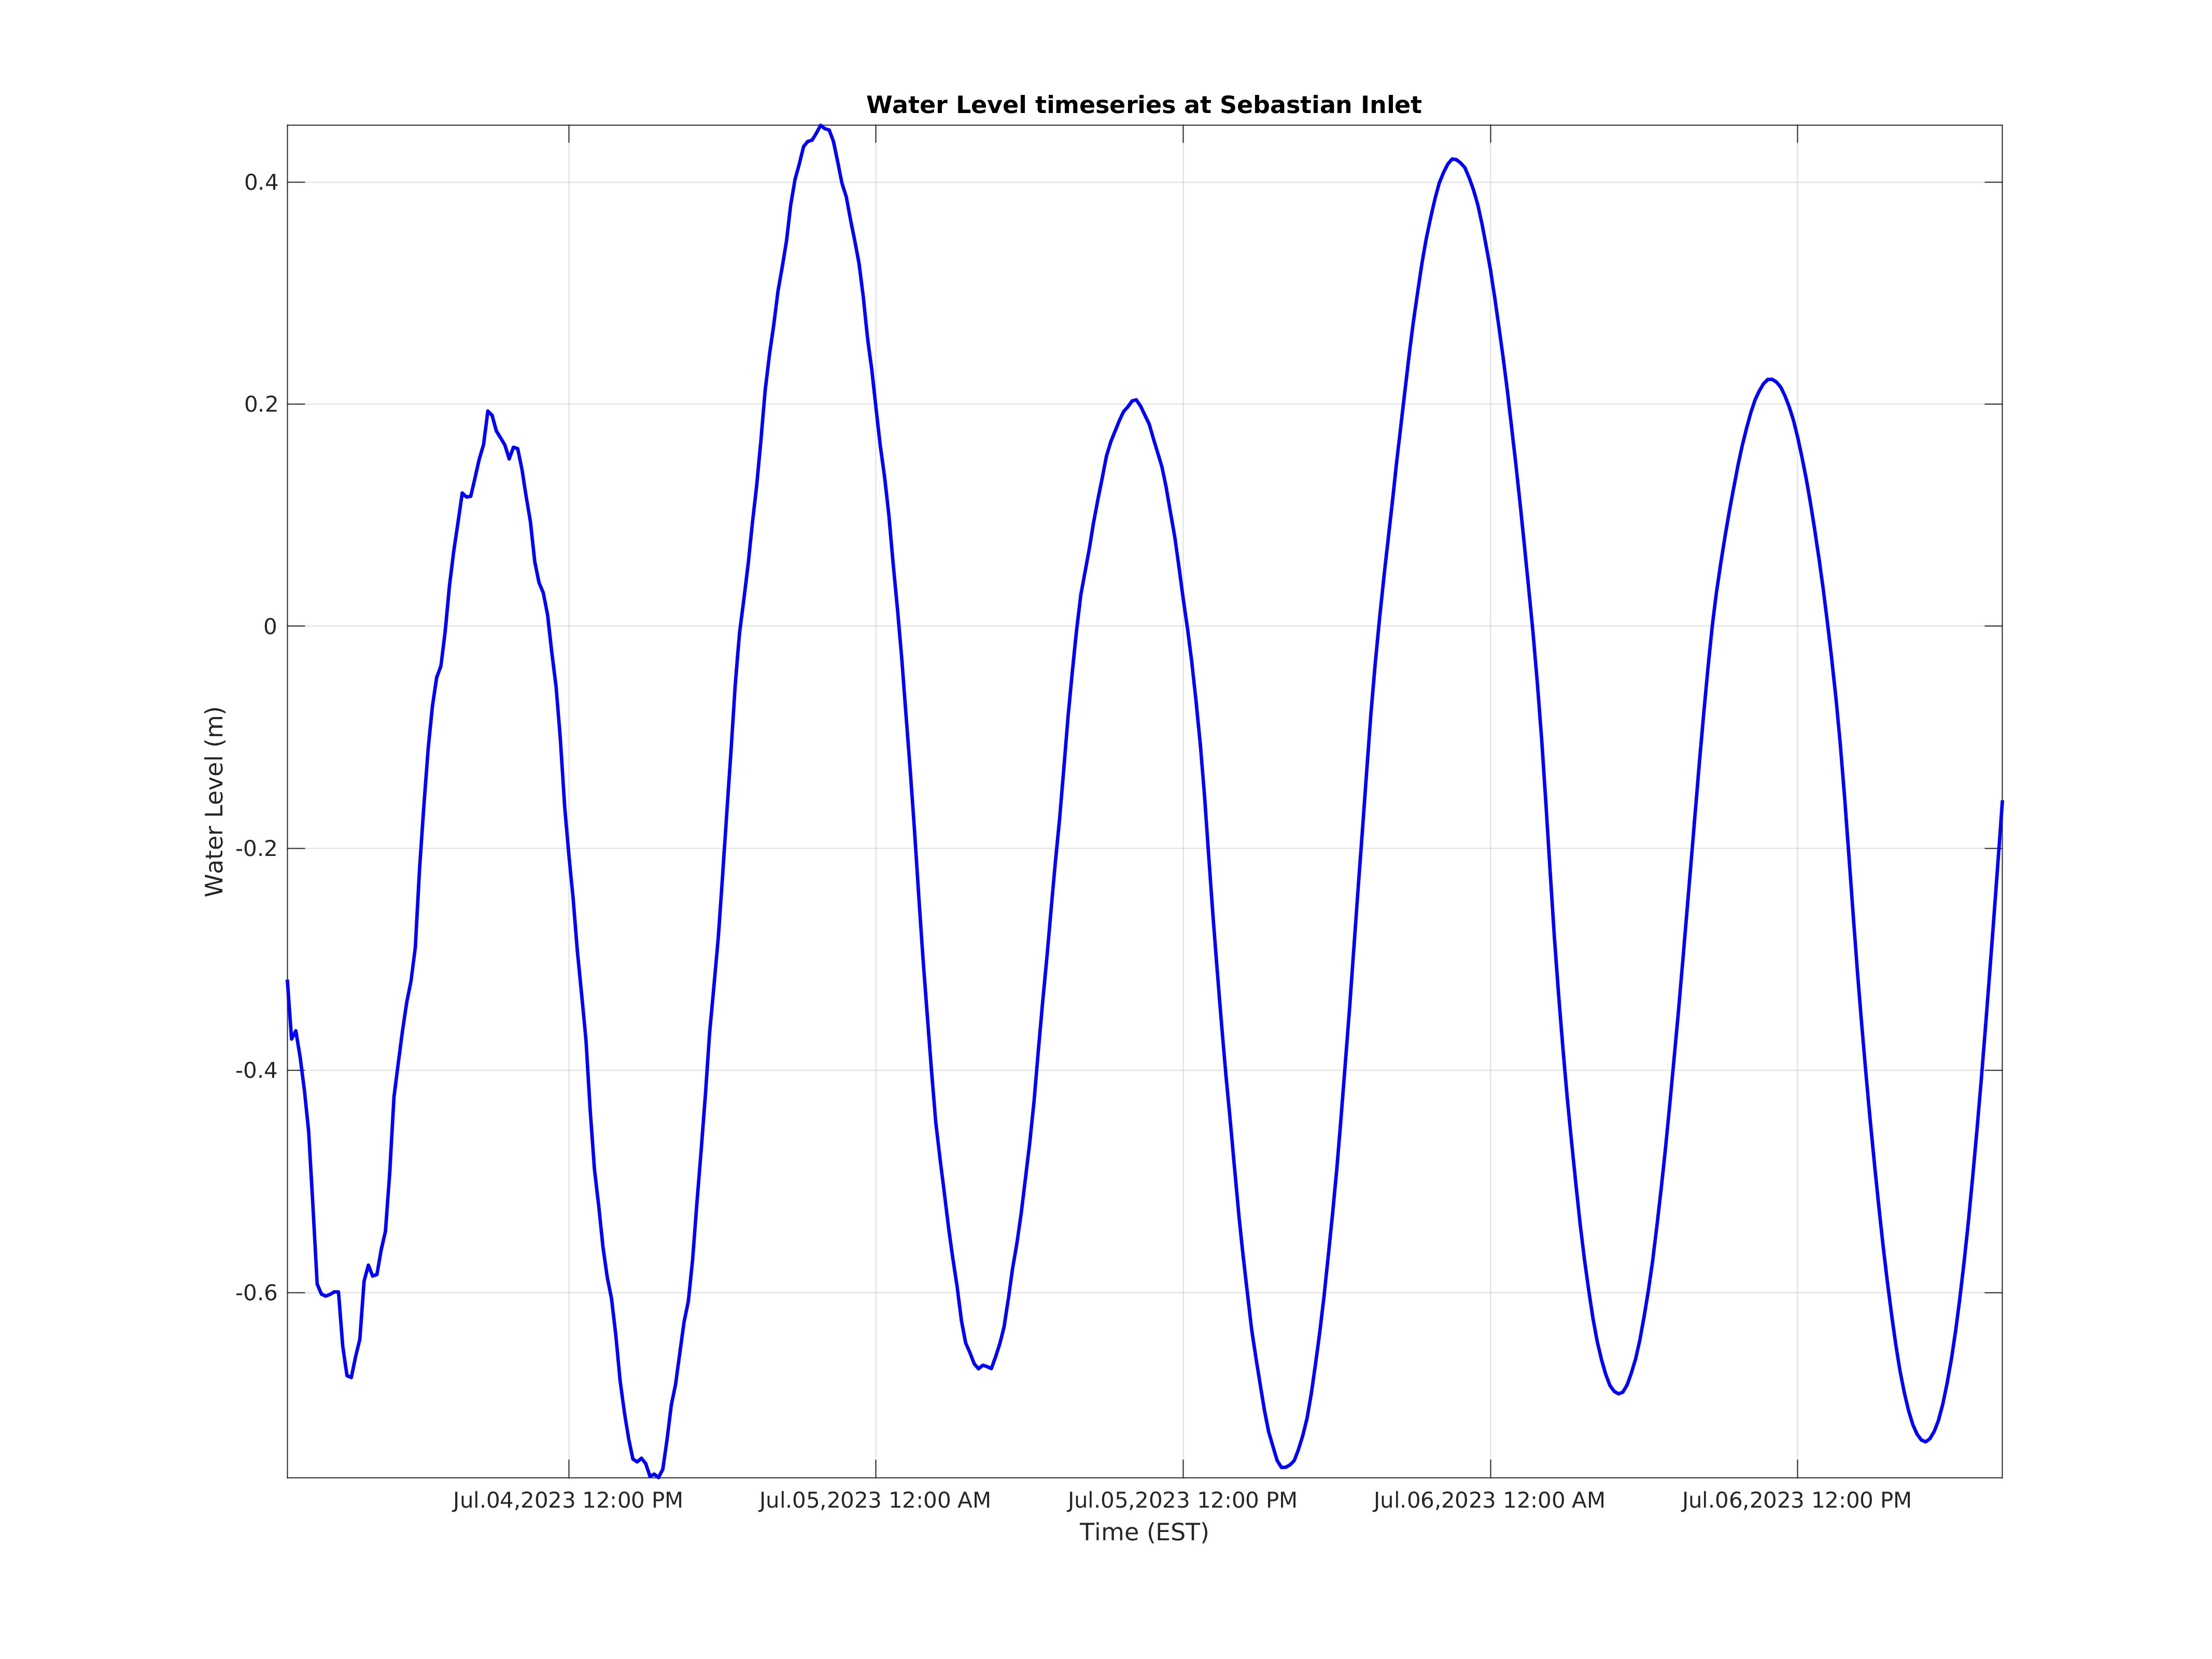 Water Level timeseries at Sebastian Inlet
0.4
0.2
0
-0.2
-0.4
-0.6
Water Level (m)
Jul.04,2023 12:00 PM
Jul.05,2023 12:00 AM
Jul.05,2023 12:00 PM
Jul.06,2023 12:00 AM
Jul.06,2023 12:00 PM
Time (EST)